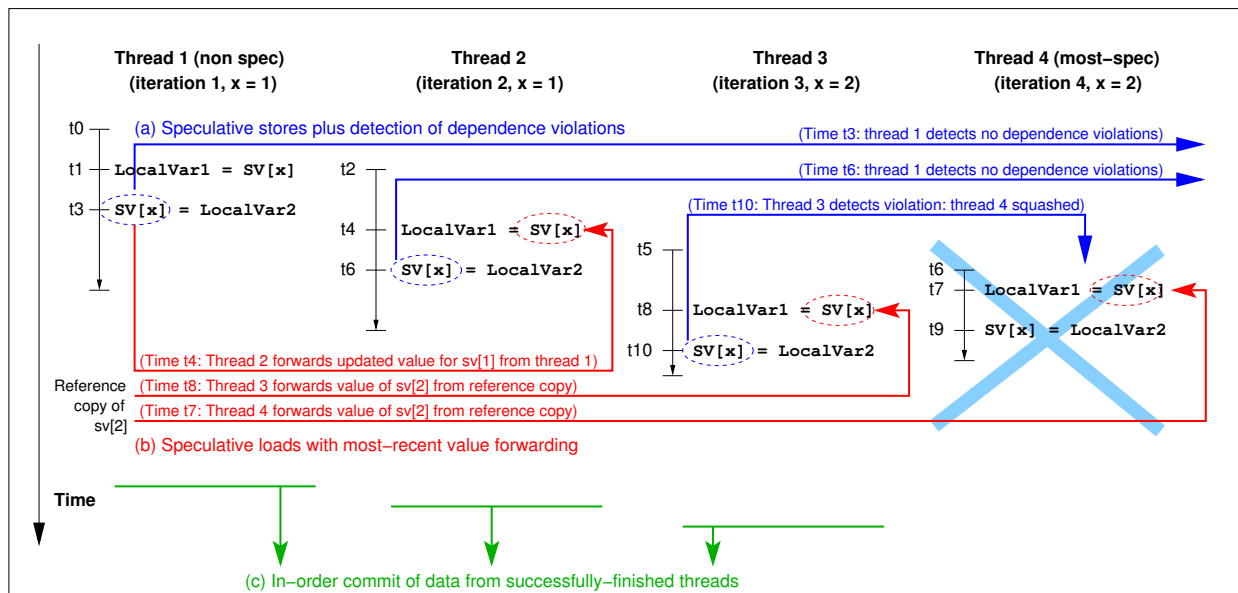 Thread 1 (non spec)
(iteration 1, x = 1)
Thread 2
(iteration 2, x = 1)
Thread 3
(iteration 3, x = 2)
Thread 4 (most−spec)
(iteration 4, x = 2)
t0
(a) Speculative stores plus detection of dependence violations
(Time t3: thread 1 detects no dependence violations)
t1
LocalVar1 = SV[x]
t2
(Time t6: thread 1 detects no dependence violations)
t3
SV[x] = LocalVar2
(Time t10: Thread 3 detects violation: thread 4 squashed)
t4
LocalVar1 = SV[x]
t5
t6
SV[x] = LocalVar2
t6
t7
LocalVar1 = SV[x]
t8
LocalVar1 = SV[x]
t9
SV[x] = LocalVar2
t10
SV[x] = LocalVar2
(Time t4: Thread 2 forwards updated value for sv[1] from thread 1)
Reference
copy of
sv[2]
(Time t8: Thread 3 forwards value of sv[2] from reference copy)
(Time t7: Thread 4 forwards value of sv[2] from reference copy)
(b) Speculative loads with most−recent value forwarding
Time
(c) In−order commit of data from successfully−finished threads